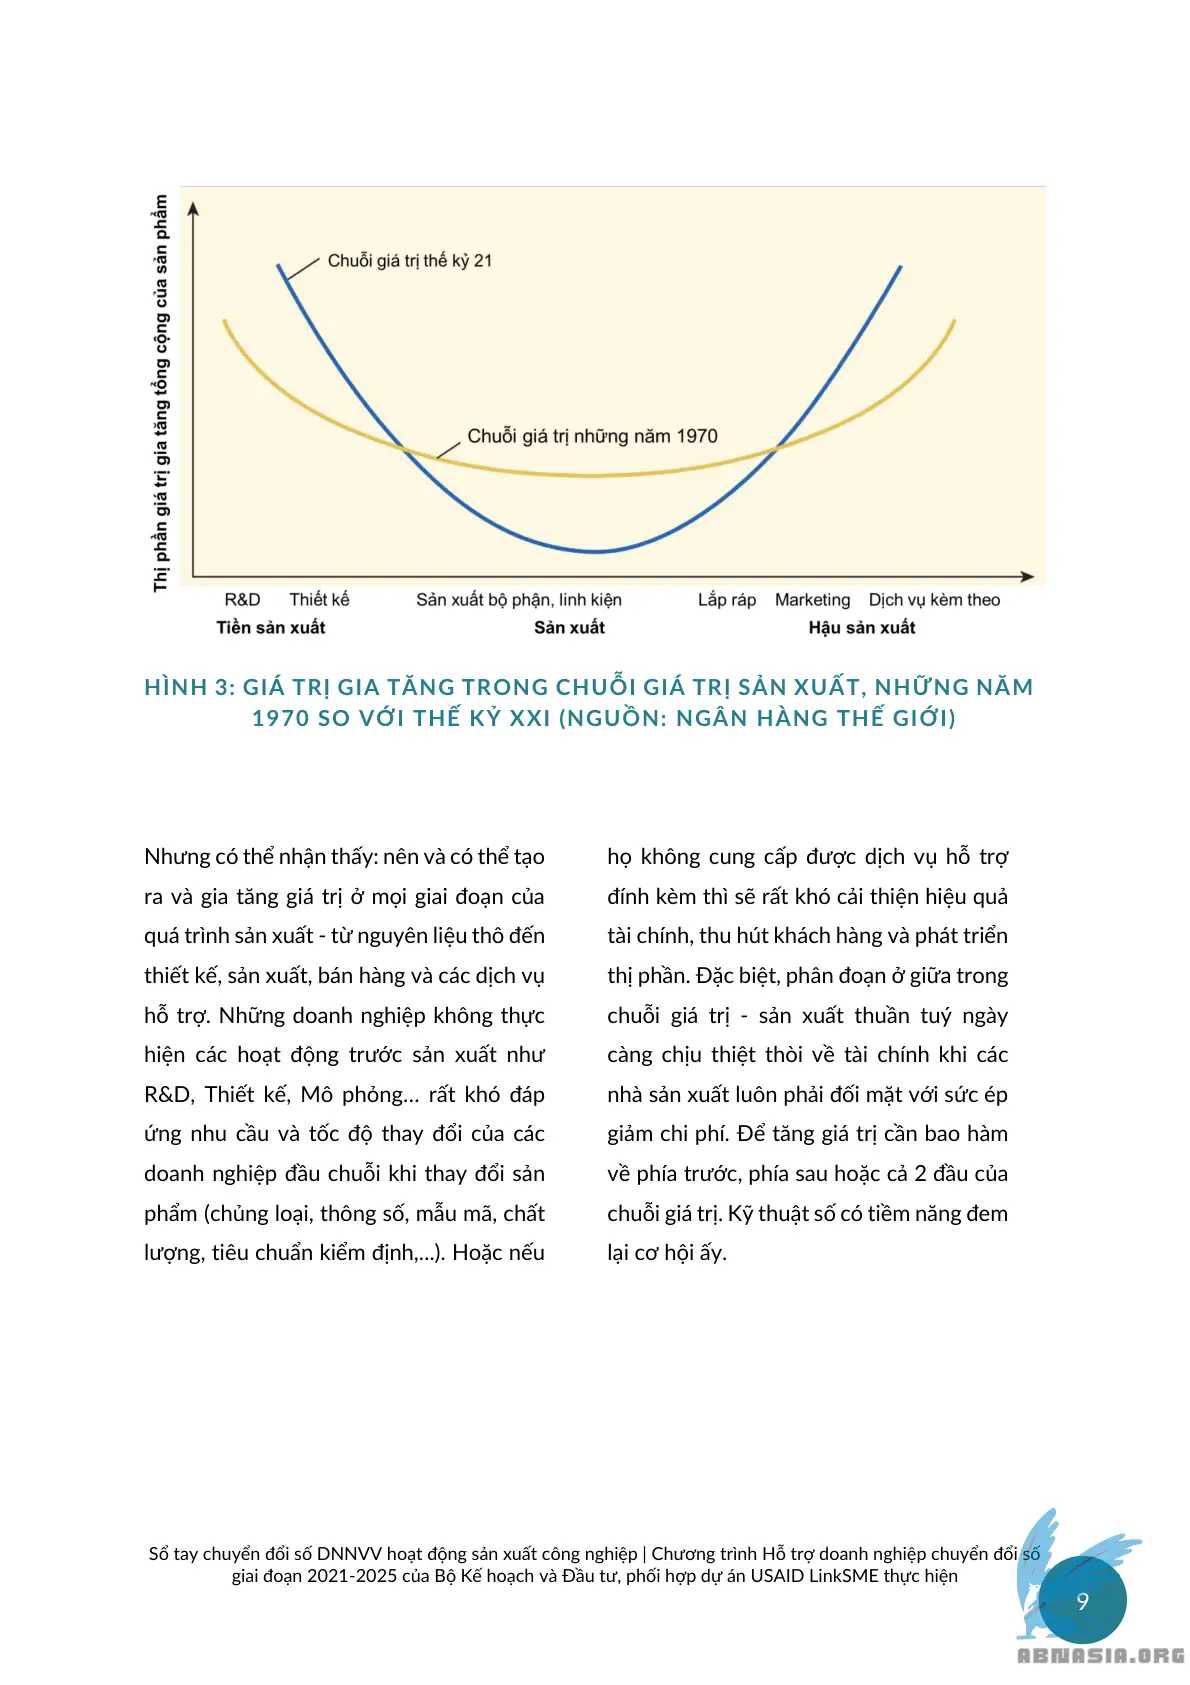 Thị phần giá trị gia tăng tổng cộng của sản phẩm
Chuỗi giá trị thế kỷ 21
Chuỗi giá trị những năm 1970
R&D Thiết kế Sản xuất bộ phận, linh kiện Lắp ráp Marketing Dịch vụ kèm theo
Tiền sản xuất Sản xuất Hậu sản xuất
HÌNH 3: GIÁ TRỊ GIA TĂNG TRONG CHUỖI GIÁ TRỊ SẢN XUẤT, NHỮNG NĂM
1970 SO VỚI THẾ KỶ XXI (NGUỒN: NGÂN HÀNG THẾ GIỚI)
Nhưng có thể nhận thấy: nên và có thể tạo
ra và gia tăng giá trị ở mọi giai đoạn của
quá trình sản xuất - từ nguyên liệu thô đến
thiết kế, sản xuất, bán hàng và các dịch vụ
hỗ trợ. Những doanh nghiệp không thực
hiện các hoạt động trước sản xuất như
R&D, Thiết kế, Mô phỏng... rất khó đáp
ứng nhu cầu và tốc độ thay đổi của các
doanh nghiệp đầu chuỗi khi thay đổi sản
phẩm (chủng loại, thông số, mẫu mã, chất
lượng, tiêu chuẩn kiểm định,...). Hoặc nếu
họ không cung cấp được dịch vụ hỗ trợ
đính kèm thì sẽ rất khó cải thiện hiệu quả
tài chính, thu hút khách hàng và phát triển
thị phần. Đặc biệt, phân đoạn ở giữa trong
chuỗi giá trị - sản xuất thuần tuý ngày
càng chịu thiệt thòi về tài chính khi các
nhà sản xuất luôn phải đối mặt với sức ép
giảm chi phí. Để tăng giá trị cần bao hàm
về phía trước, phía sau hoặc cả 2 đầu của
chuỗi giá trị. Kỹ thuật số có tiềm năng đem
lại cơ hội ấy.
Sổ tay chuyển đổi số DNNVV hoạt động sản xuất công nghiệp | Chương trình Hỗ trợ doanh nghiệp chuyển đổi số
giai đoạn 2021-2025 của Bộ Kế hoạch và Đầu tư, phối hợp dự án USAID LinkSME thực hiện
9
ABNASIA.ORG